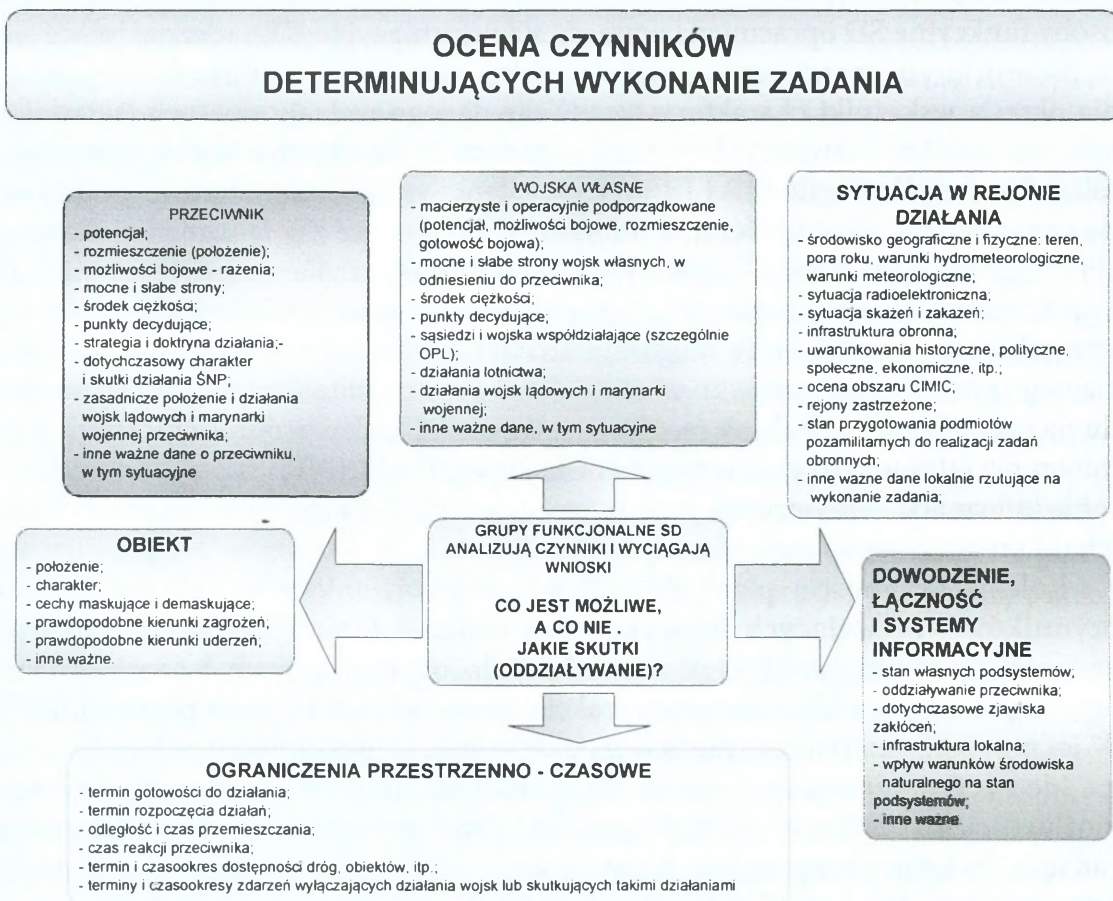 OCENA CZYNNIKÓW
DETERMINUJĄCYCH WYKONANIE ZADANIA
PRZECIWNIK
- potencjał;
- rozmieszczenie (położenie);
- możliwości bojowe - rażenia;
- mocne i słabe strony;
- środek ciężkości;
- punkty decydujące;
- strategia i doktryna działania;-
- dotychczasowy charakter
i skutki działania ŚNP;
- zasadnicze położenie i działania
wojsk lądowych i marynarki
wojennej przeciwnika;
- inne ważne dane o przeciwniku,
w tym sytuacyjne
WOJSKA WŁASNE
- macierzyste i operacyjnie podporządkowane
(potencjał, możliwości bojowe, rozmieszczenie,
gotowość bojowa);
- mocne i słabe strony wojsk własnych, w
odniesieniu do przeciwnika;
- środek ciężkości;
- punkty decydujące;
- sąsiedzi i wojska współdziałające (szczególnie
OPL);
- działania lotnictwa;
- działania wojsk lądowych i marynarki
wojennej;
- inne ważne dane, w tym sytuacyjne
SYTUACJA W REJONIE
DZIAŁANIA
- środowisko geograficzne i fizyczne: teren,
pora roku, warunki hydrometeorologiczne,
warunki meteorologiczne;
- sytuacja radioelektroniczna;
- sytuacja skażeń i zakażeń;
- infrastruktura obronna;
- uwarunkowania historyczne, polityczne,
społeczne, ekonomiczne, itp.;
- ocena obszaru CIMIC;
- rejony zastrzeżone;
- stan przygotowania podmiotów
pozamilitarnych do realizacji zadań
obronnych;
- inne ważne dane lokalnie rzutujące na
wykonanie zadania;
OBIEKT
- położenie;
- charakter;
- cechy maskujące i demaskujące;
- prawdopodobne kierunki zagrożeń;
- prawdopodobne kierunki uderzeń;
- inne ważne.
GRUPY FUNKCJONALNE SD
ANALIZUJĄ CZYNNIKI I WYCIĄGAJĄ
WNIOSKI
CO JEST MOŻLIWE,
A CO NIE .
JAKIE SKUTKI
(ODDZIAŁYWANIE)?
DOWODZENIE,
ŁĄCZNOŚĆ
I SYSTEMY
INFORMACYJNE
- stan własnych podsystemów;
- oddziaływanie przeciwnika;
- dotychczasowe zjawiska
zakłóceń;
- infrastruktura lokalna;
- wpływ warunków środowiska
naturalnego na stan
podsystemów;
- inne ważne.
OGRANICZENIA PRZESTRZENNO - CZASOWE
- termin gotowości do działania;
- termin rozpoczęcia działań;
- odległość i czas przemieszczania;
- czas reakcji przeciwnika;
- termin i czasookres dostępności dróg, obiektów, itp.;
- terminy i czasookresy zdarzeń wyłączających działania wojsk lub skutkujących takimi działaniami